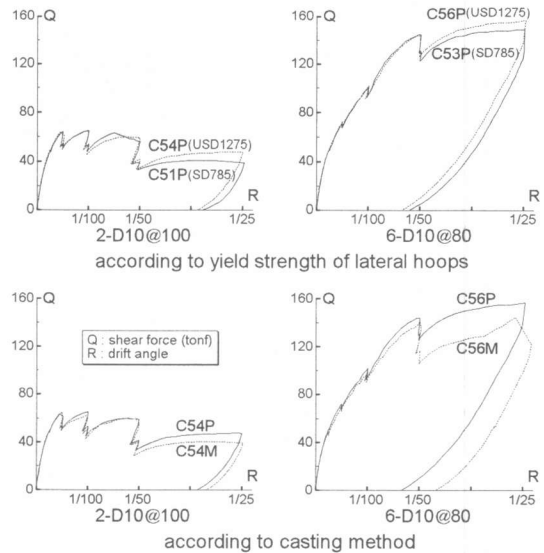 160 Q
120
80
40
0
C54P(USD1275)
C51P(SD785)
R
1/100 1/50 1/25
2-D10@100
160 Q
120
80
40
0
C56P(USD1275)
C53P(SD785)
R
1/100 1/50 1/25
6-D10@80
according to yield strength of lateral hoops
160 Q
120
80
40
0
Q : shear force (tonf)
R : drift angle
C54P
C54M
R
1/100 1/50 1/25
2-D10@100
160 Q
120
80
40
0
C56P
C56M
R
1/100 1/50 1/25
6-D10@80
according to casting method